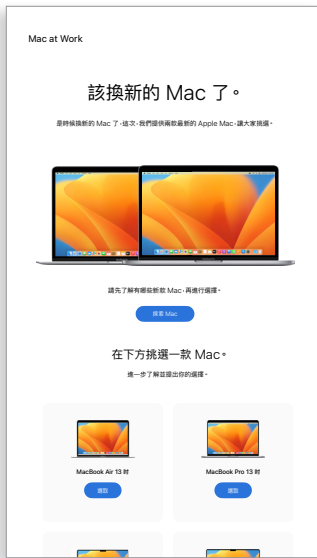 Mac at Work
該換新的 Mac 了。
是時候換新的 Mac 了,這次,我們提供兩款最新的 Apple Mac,讓大家挑選。
請先了解有哪些新款 Mac,再進行選擇。
探索 Mac
在下方挑選一款 Mac。
進一步了解並提出你的選擇。
MacBook Air 13 吋
MacBook Pro 13 吋
選取
選取